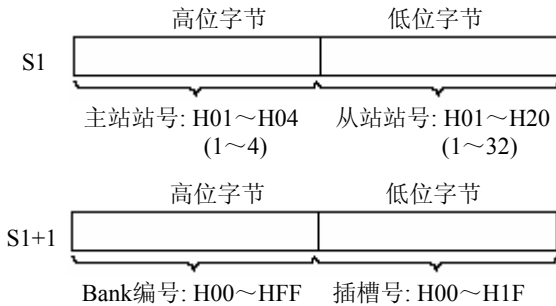 高位字节 低位字节
S1
主站站号: H01～H04 从站站号: H01～H20
(1～4) (1～32)
高位字节 低位字节
S1+1
Bank编号: H00～HFF 插槽号: H00～H1F